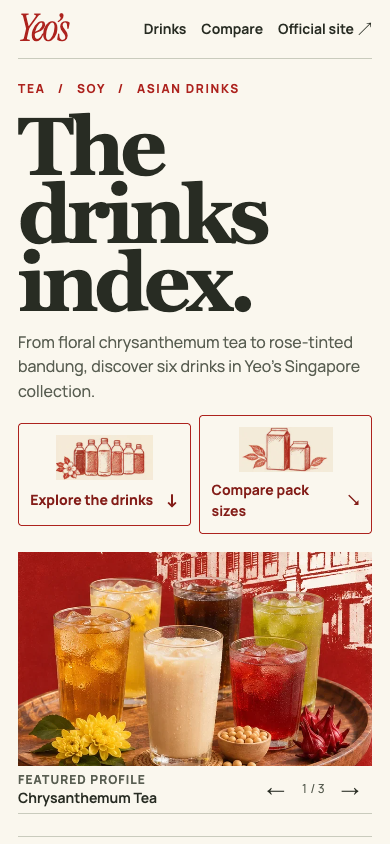 Yeo's
Drinks Compare Official site ↗
TEA / SOY / ASIAN DRINKS
The
drinks
index.
From floral chrysanthemum tea to rose-tinted
bandung, discover six drinks in Yeo's Singapore
collection.
Explore the drinks ↓
Compare pack
sizes ↘
FEATURED PROFILE
Chrysanthemum Tea
← 1 / 3 →